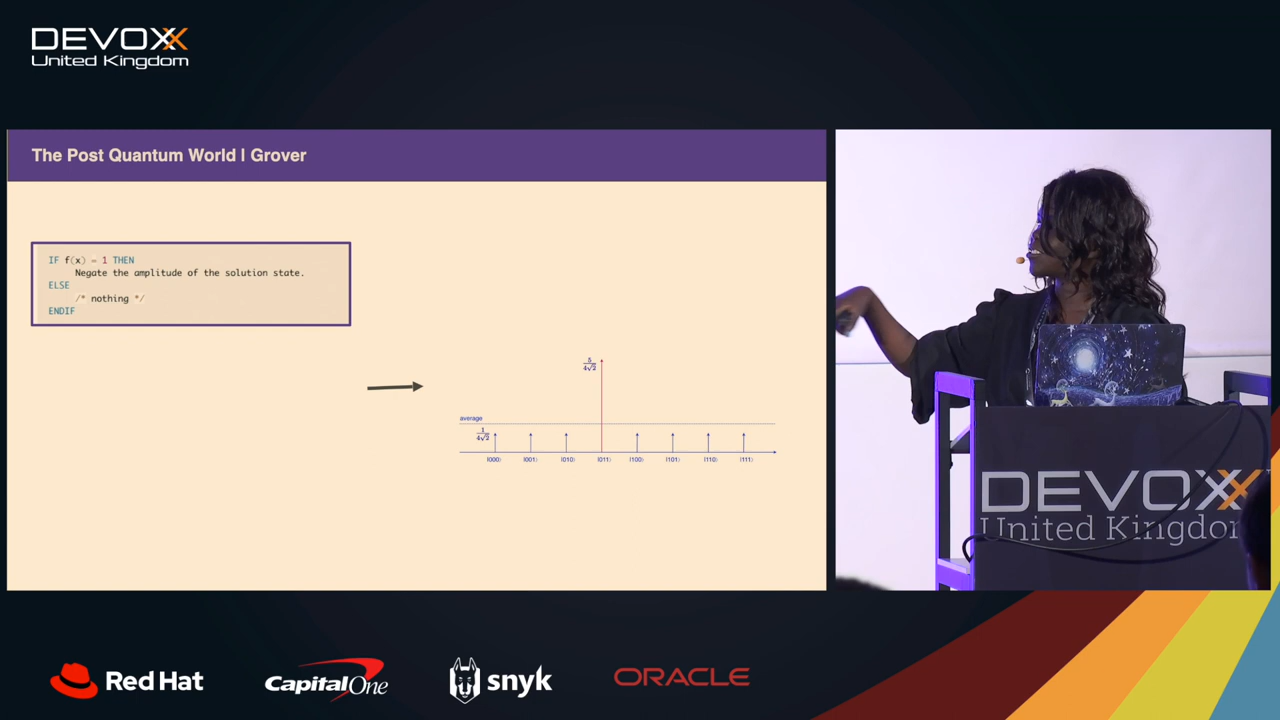 DEVOXX
United Kingdom
The Post Quantum World | Grover
IF f(x) = 1 THEN
Negate the amplitude of the solution state.
ELSE
/* nothing */
ENDIF
5
4√2
average
1
4√2
|000⟩ |001⟩ |010⟩ |011⟩ |100⟩ |101⟩ |110⟩ |111⟩
DEVOXX
United Kingdom
Red Hat
Capital One
snyk
ORACLE